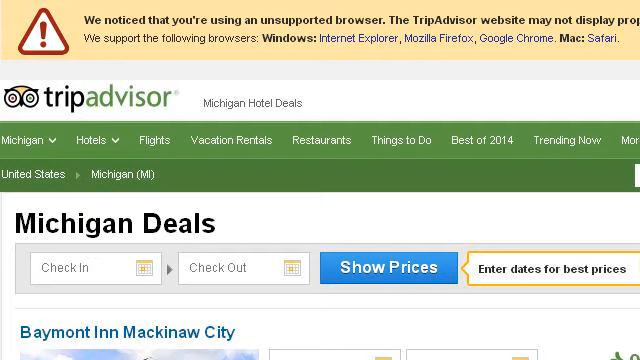 We noticed that you're using an unsupported browser. The TripAdvisor website may not display
We support the following browsers: Windows: Internet Explorer, Mozilla Firefox, Google Chrome. Mac: Safari.
tripadvisor® Michigan Hotel Deals
Michigan Hotels Flights Vacation Rentals Restaurants Things to Do Best of 2014 Trending Now
United States Michigan (MI)
Michigan Deals
Check In Check Out Show Prices Enter dates for best prices
Baymont Inn Mackinaw City